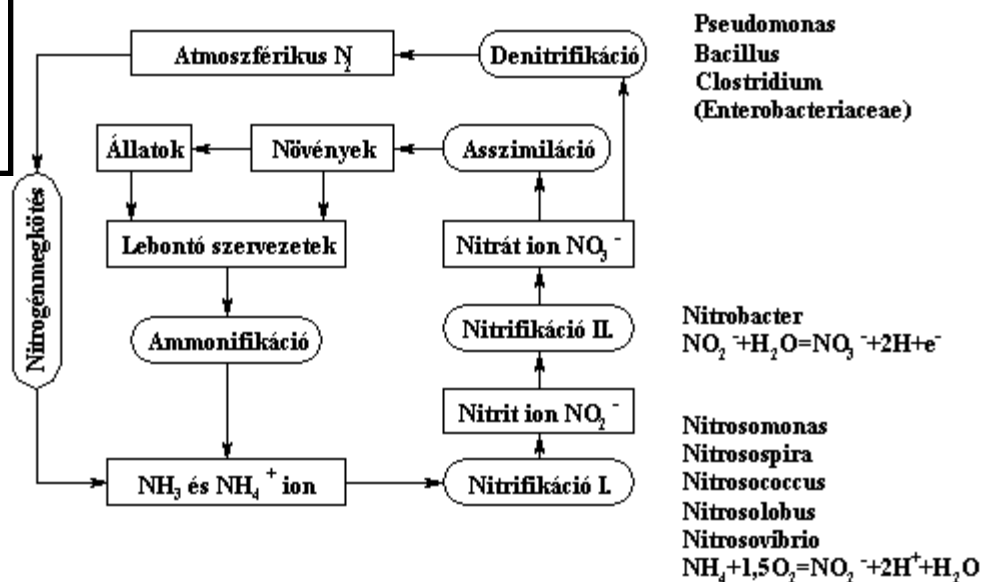 Pseudomonas
Bacillus
Clostridium
(Enterobacteriaceae)
Atmoszférikus N₂
Denitrifikáció
Állatok
Növények
Asszimiláció
Nitrogénmegkötés
Lebontó szervezetek
Nitrát ion NO₃⁻
Ammonifikáció
Nitrifikáció II.
Nitrobacter
NO₂⁻+H₂O=NO₃⁻+2H+e⁻
Nitrit ion NO₂⁻
NH₃ és NH₄⁺ ion
Nitrifikáció I.
Nitrosomonas
Nitrosospira
Nitrosococcus
Nitrosolobus
Nitrosovibrio
NH₄+1,5O₂=NO₂⁻+2H⁺+H₂O